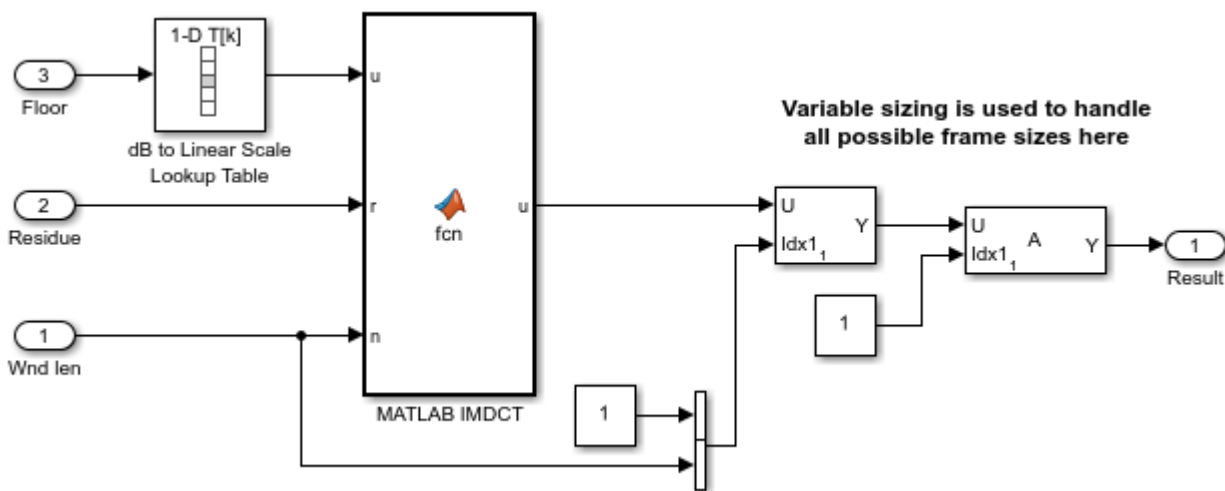 1-D T[k]
3
Floor
dB to Linear Scale
Lookup Table
u
2
Residue
r
fcn
u
1
Wnd len
n
MATLAB IMDCT
Variable sizing is used to handle
all possible frame sizes here
U
Idx1 1
Y
U
Idx1 1
A
Y
1
Result
1
1